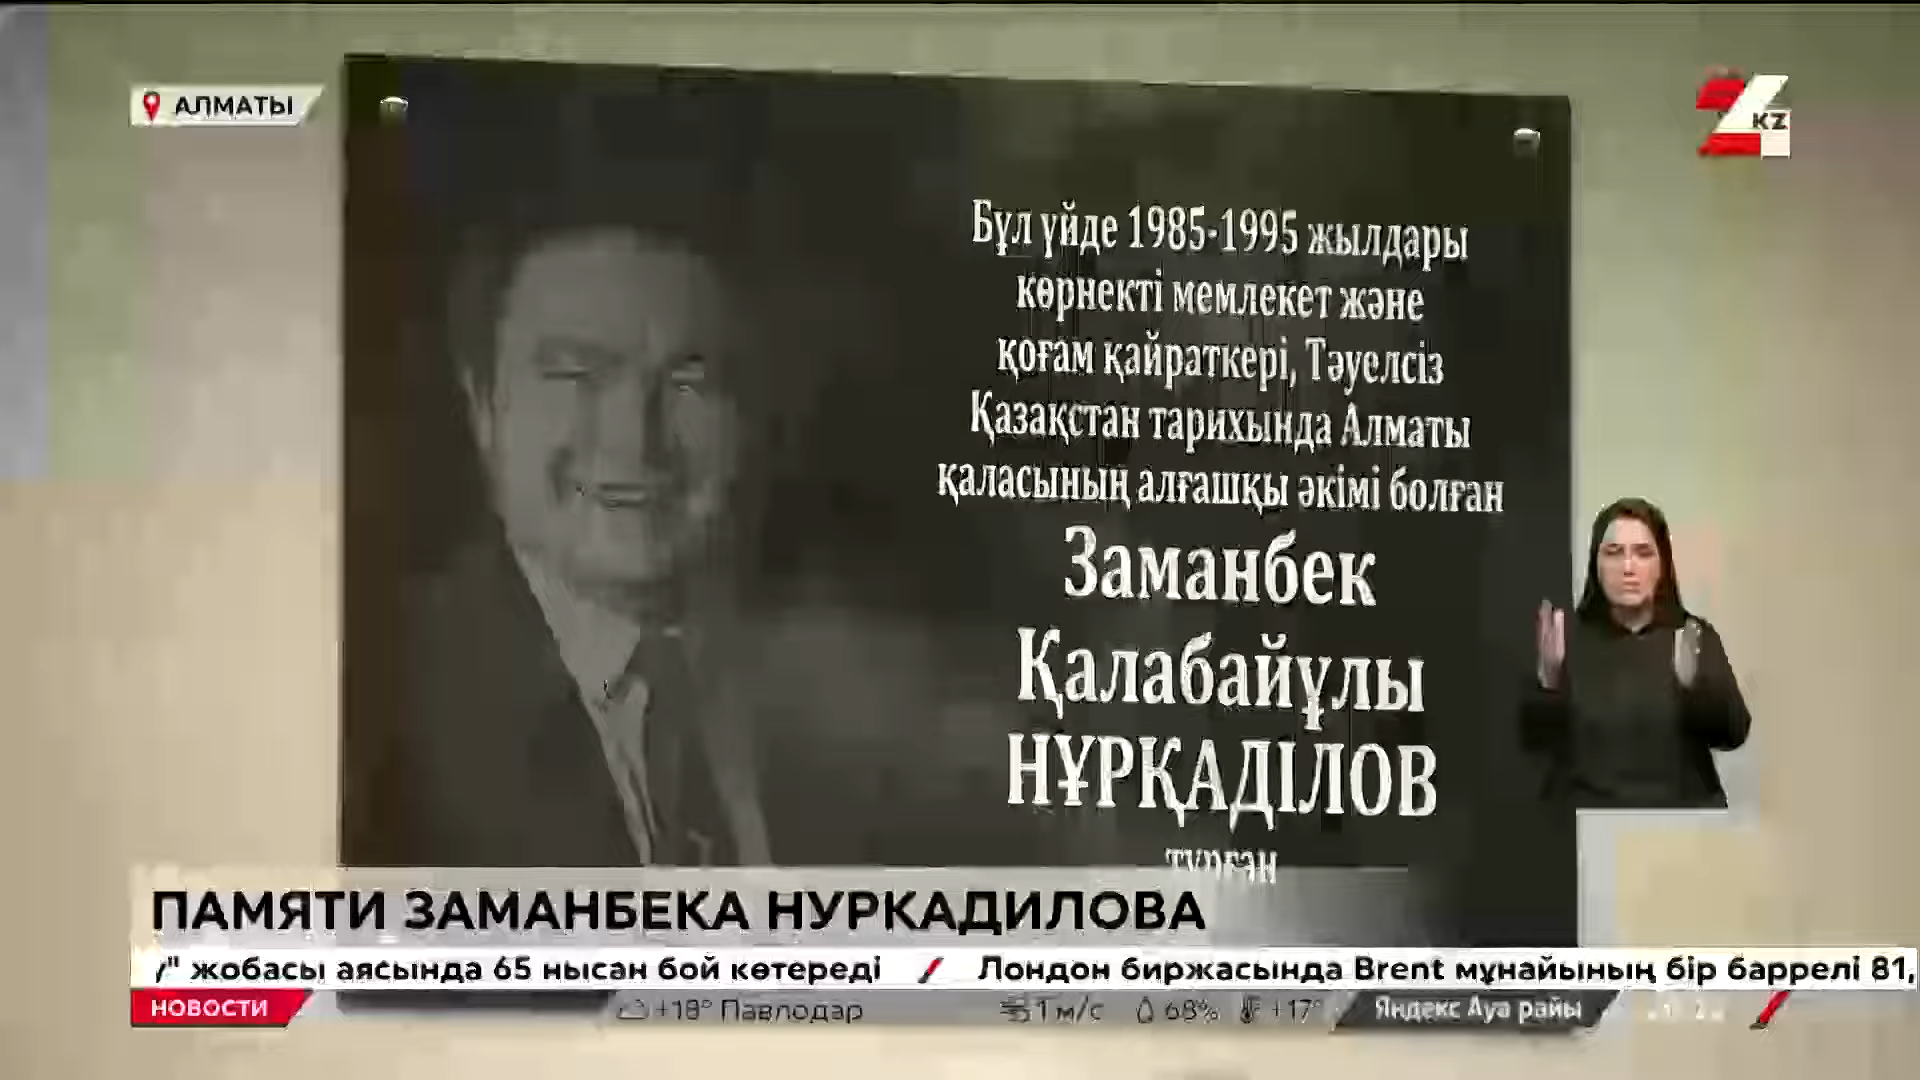 АЛМАТЫ
KZ
Бұл үйде 1985-1995 жылдары
көрнекті мемлекет және
қоғам қайраткері, Тәуелсіз
Қазақстан тарихында Алматы
қаласының алғашқы әкімі болған
Заманбек
Қалабайұлы
НҰРҚАДІЛОВ
тұрған
ПАМЯТИ ЗАМАНБЕКА НУРКАДИЛОВА
" жобасы аясында 65 нысан бой көтереді / Лондон биржасында Brent мұнайының бір баррелі 81,
НОВОСТИ
+18° Павлодар 1 м/с 68% +17° Яндекс Ауа райы